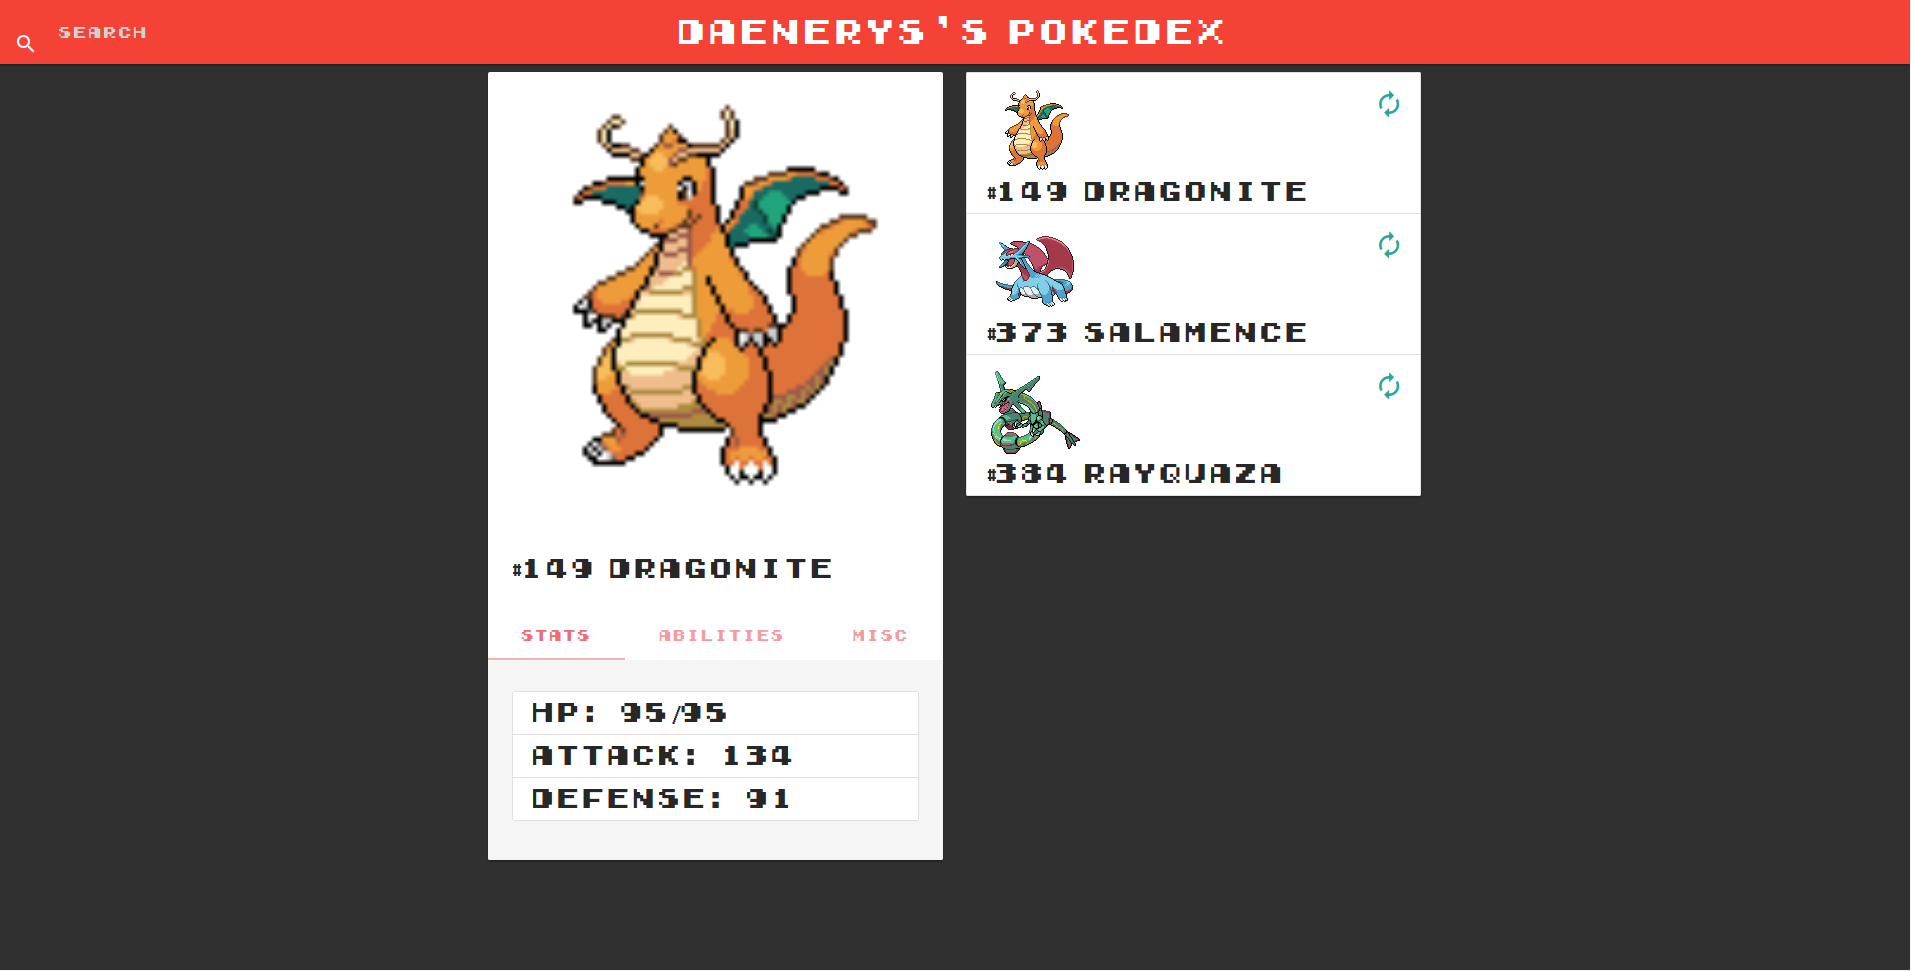 SEARCH
DAENERYS'S POKEDEX
#149 DRAGONITE
STATS ABILITIES MISC
HP: 95/95
ATTACK: 134
DEFENSE: 91
#149 DRAGONITE
#373 SALAMENCE
#384 RAYQUAZA